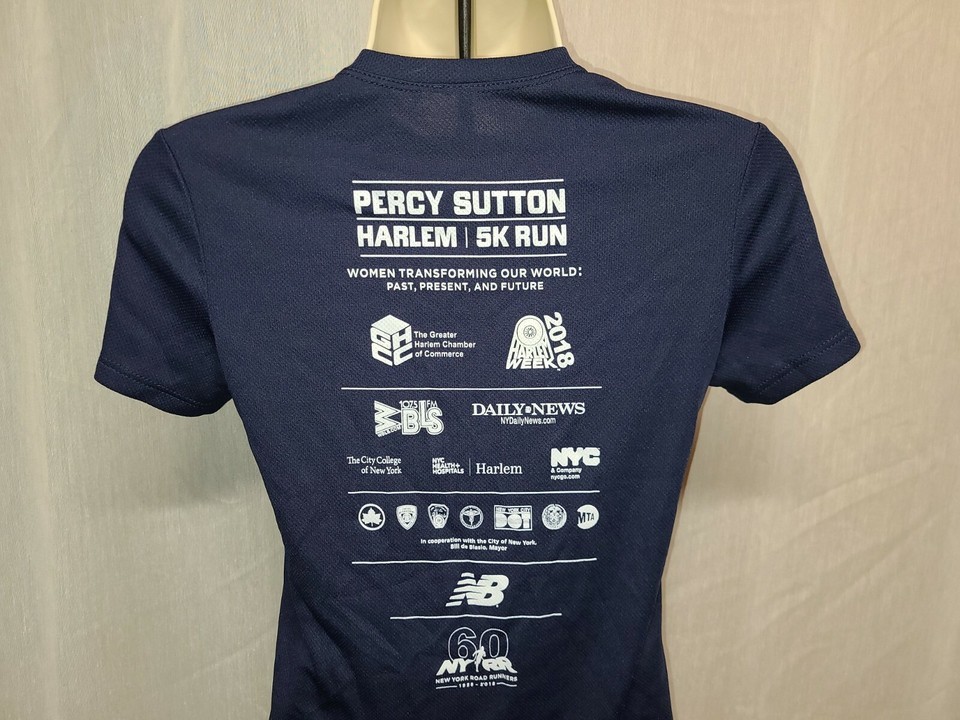 PERCY SUTTON
HARLEM | 5K RUN
WOMEN TRANSFORMING OUR WORLD:
PAST, PRESENT, AND FUTURE
GHCC
The Greater
Harlem Chamber
of Commerce
HARLEM
WEEK
2018
107.5 FM
WBLS
DAILY NEWS
NYDailyNews.com
The City College
of New York
NYC
HEALTH+
HOSPITALS
Harlem
NYC
& Company
nycgo.com
NEW YORK CITY
DOT
MTA
In cooperation with the City of New York.
Bill de Blasio, Mayor
NB
60
NYRR
NEW YORK ROAD RUNNERS
1958 - 2018